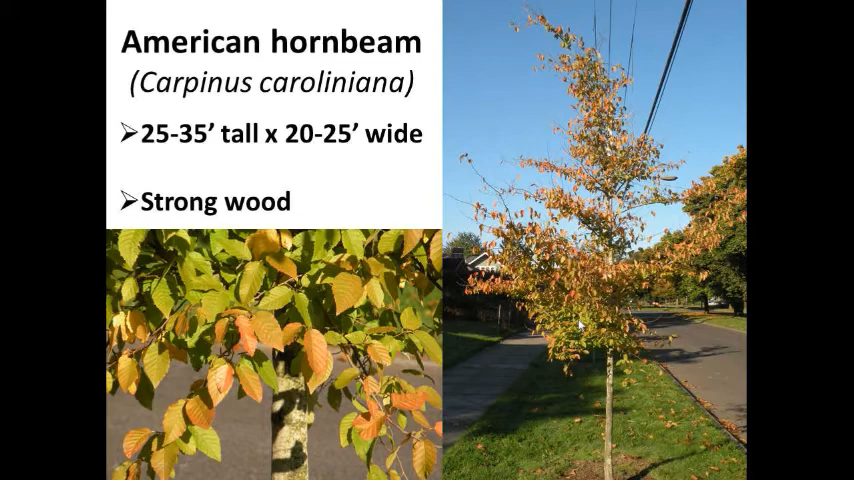 American hornbeam
(Carpinus caroliniana)
➢25-35’ tall x 20-25’ wide
➢Strong wood